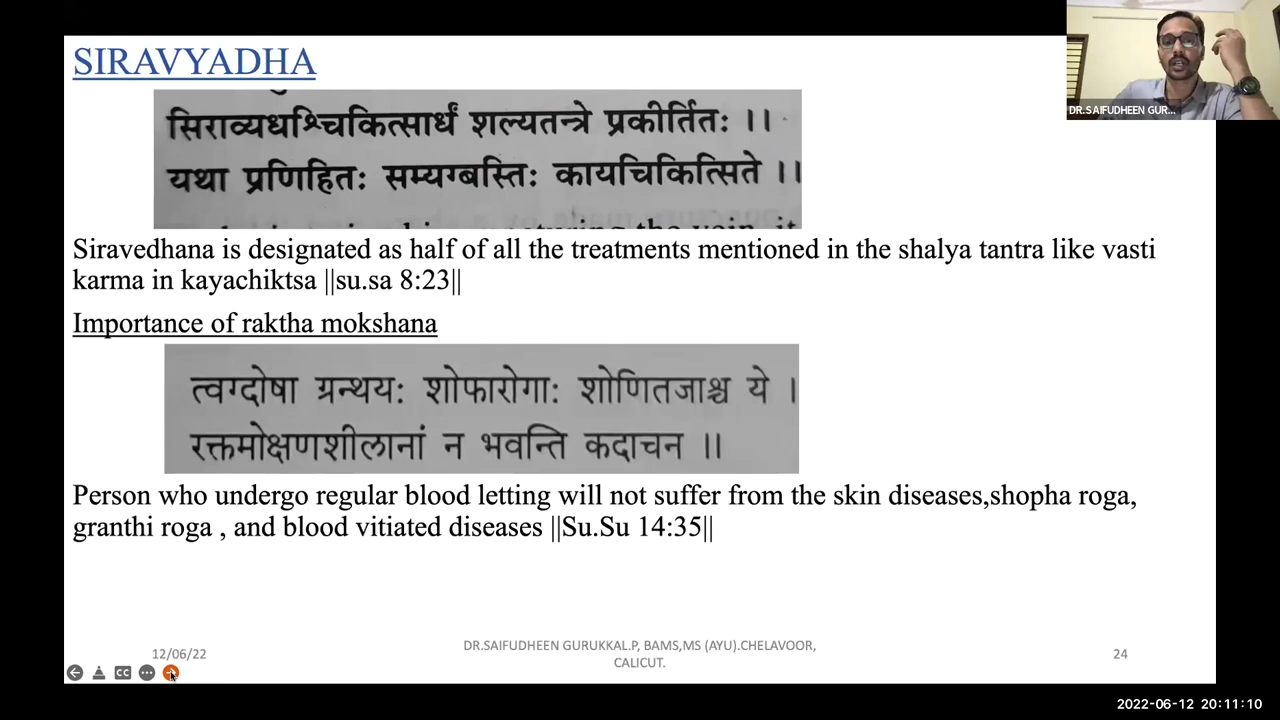 SIRAVYADHA
DR.SAIFUDHEEN GUR...
सिराव्यधश्चिकित्सार्धं शल्यतन्त्रे प्रकीर्तितः ।।
यथा प्रणिहितः सम्यग्बस्तिः कायचिकित्सिते ।।
Siravedhana is designated as half of all the treatments mentioned in the shalya tantra like vasti
karma in kayachiktsa ||su.sa 8:23||
Importance of raktha mokshana
त्वग्दोषा ग्रन्थयः शोफारोगाः शोणितजाश्च ये ।
रक्तमोक्षणशीलानां न भवन्ति कदाचन ।।
Person who undergo regular blood letting will not suffer from the skin diseases,shopha roga,
granthi roga , and blood vitiated diseases ||Su.Su 14:35||
12/06/22
DR.SAIFUDHEEN GURUKKAL.P, BAMS,MS (AYU).CHELAVOOR,
CALICUT.
24
CC
2022-06-12 20:11:10